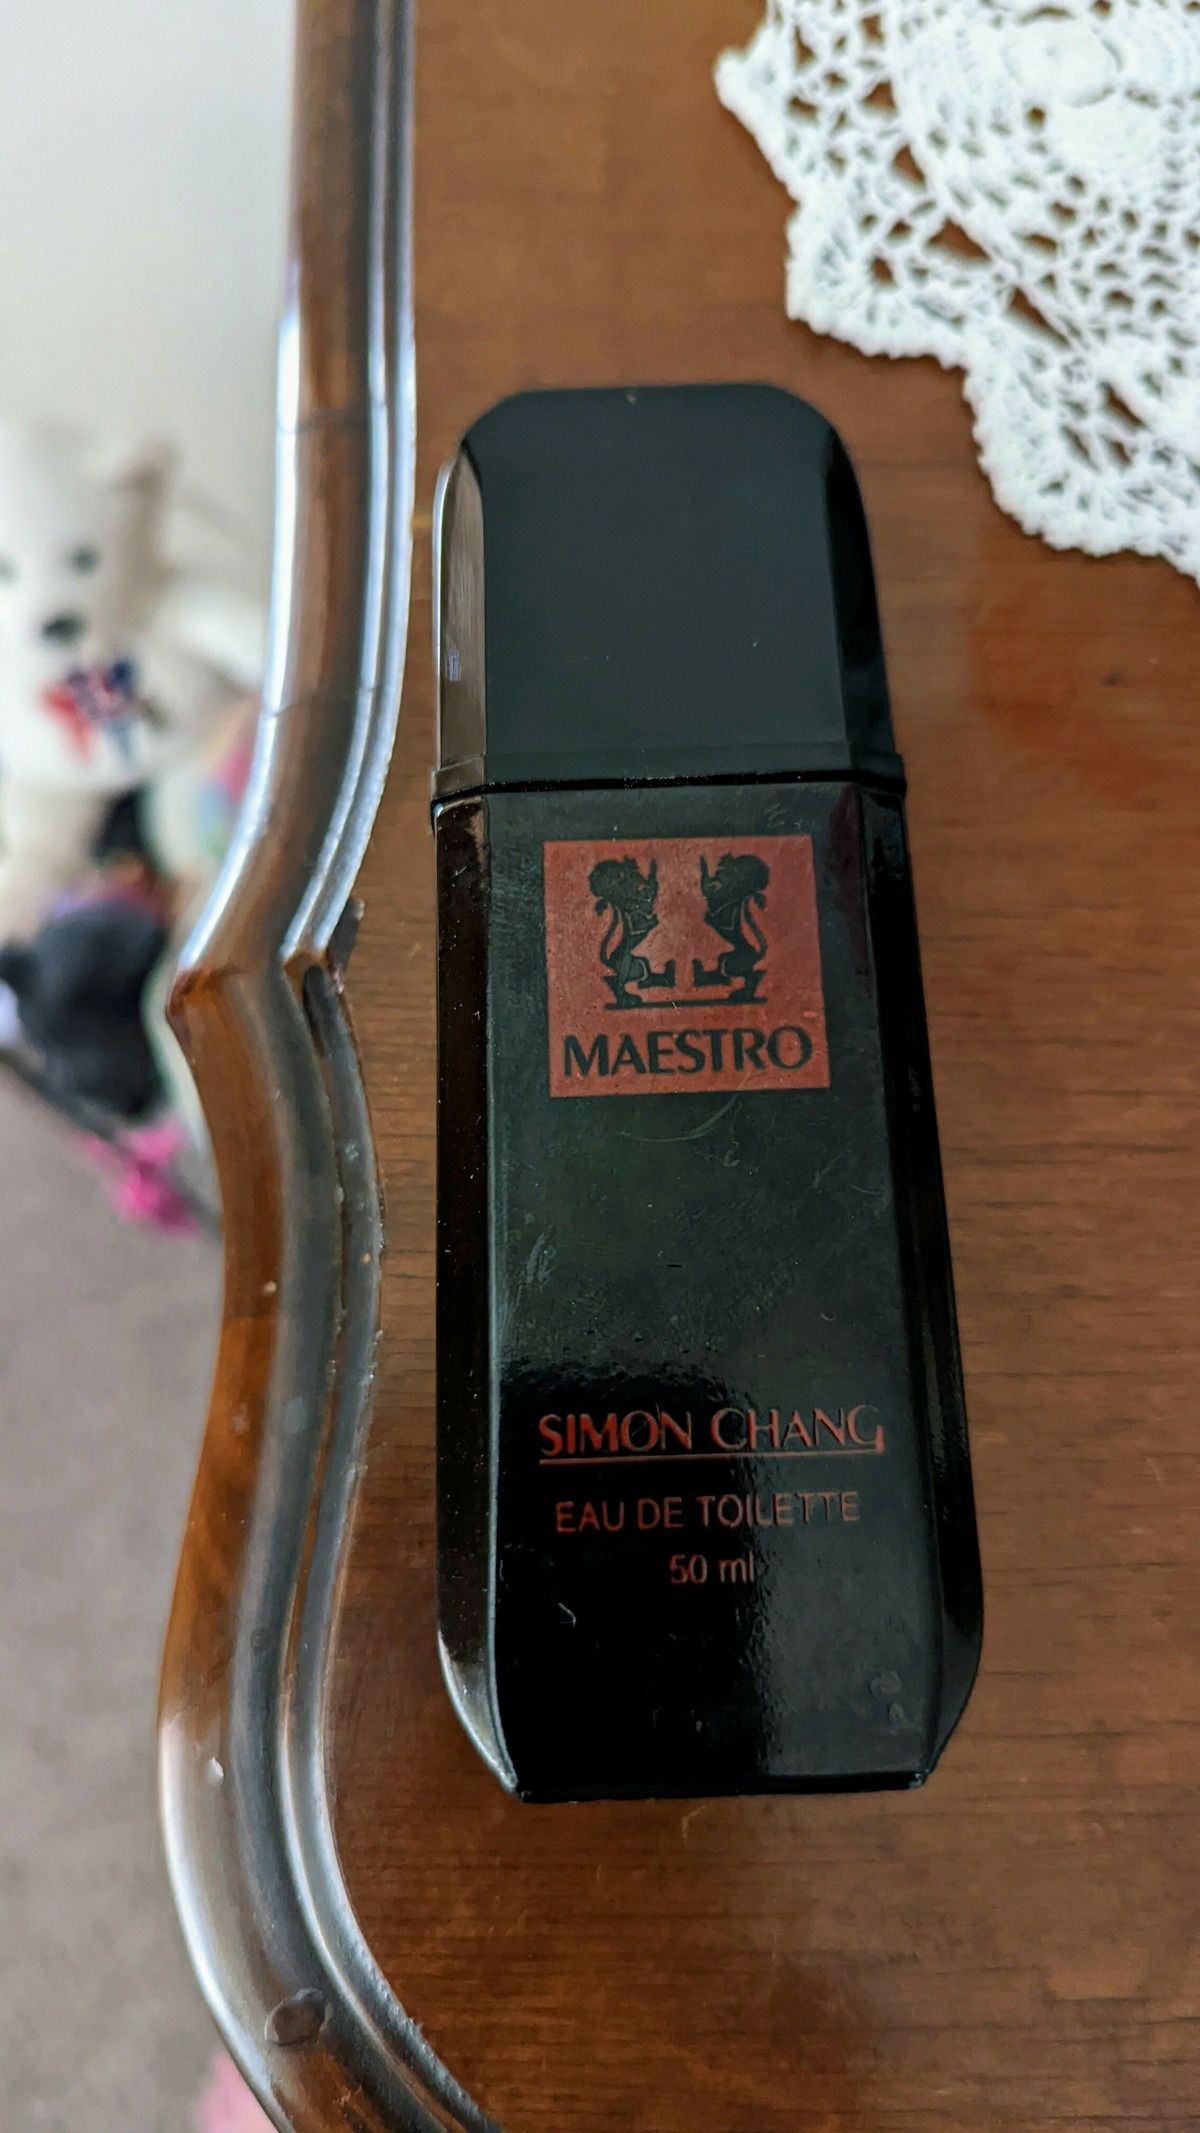 MAESTRO
SIMON CHANG
EAU DE TOILETTE
50 ml